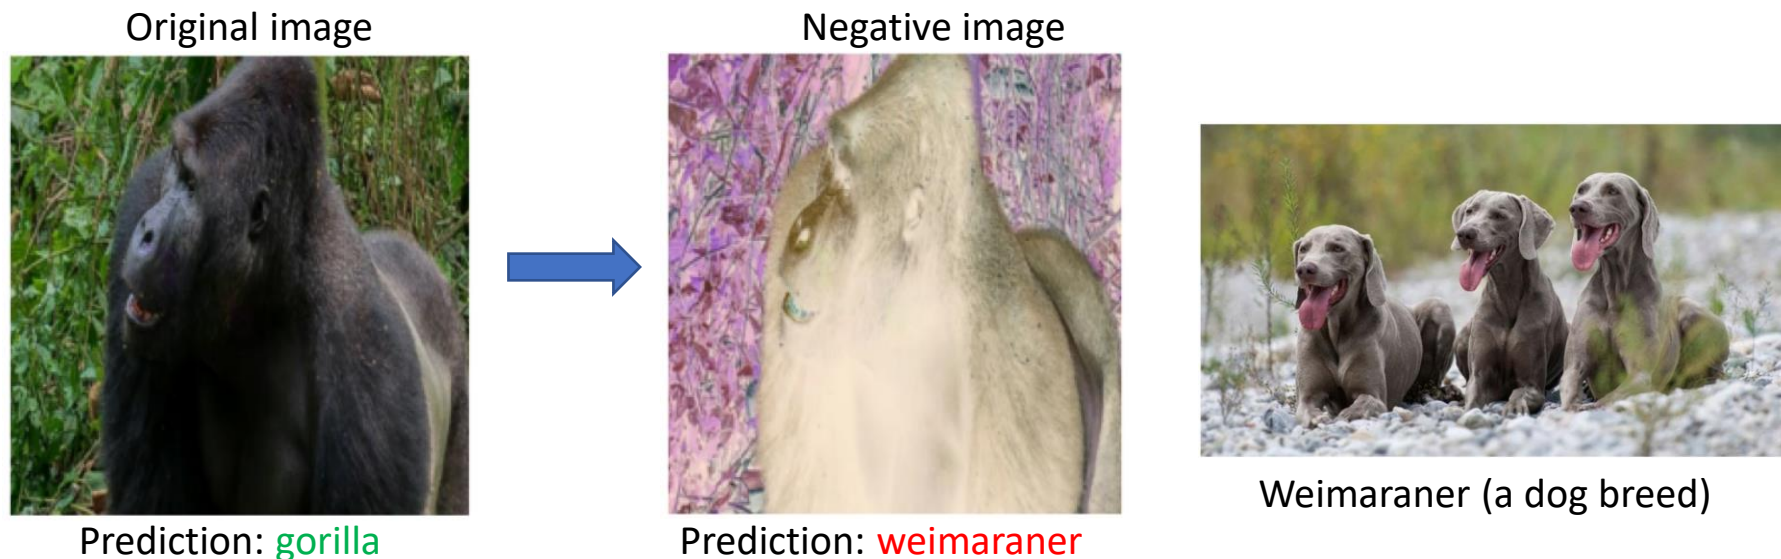 Original image
Negative image
Weimaraner (a dog breed)
Prediction: gorilla
Prediction: weimaraner